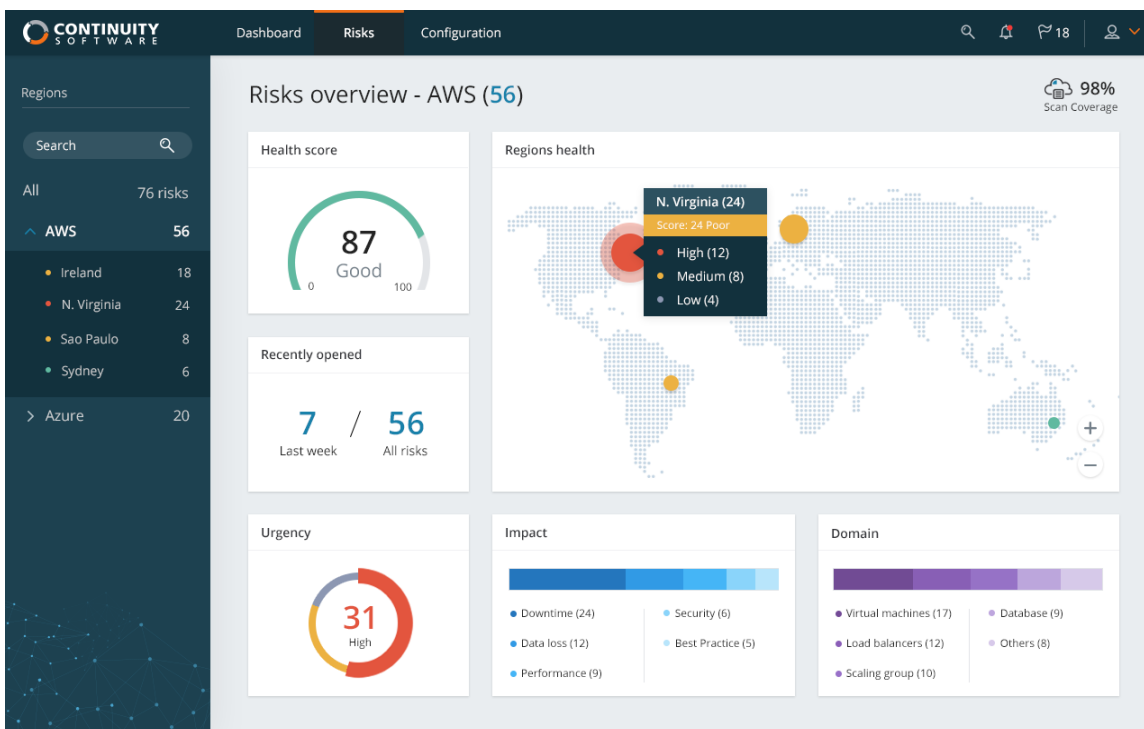 CONTINUITY
SOFTWARE
Dashboard
Risks
Configuration
18
Regions
Search
All 76 risks
AWS 56
Ireland 18
N. Virginia 24
Sao Paulo 8
Sydney 6
Azure 20
Risks overview - AWS (56)
98%
Scan Coverage
Health score
87
Good
0 100
Regions health
N. Virginia (24)
Score: 24 Poor
High (12)
Medium (8)
Low (4)
Recently opened
7 / 56
Last week All risks
Urgency
31
High
Impact
Downtime (24)
Data loss (12)
Performance (9)
Security (6)
Best Practice (5)
Domain
Virtual machines (17)
Load balancers (12)
Scaling group (10)
Database (9)
Others (8)